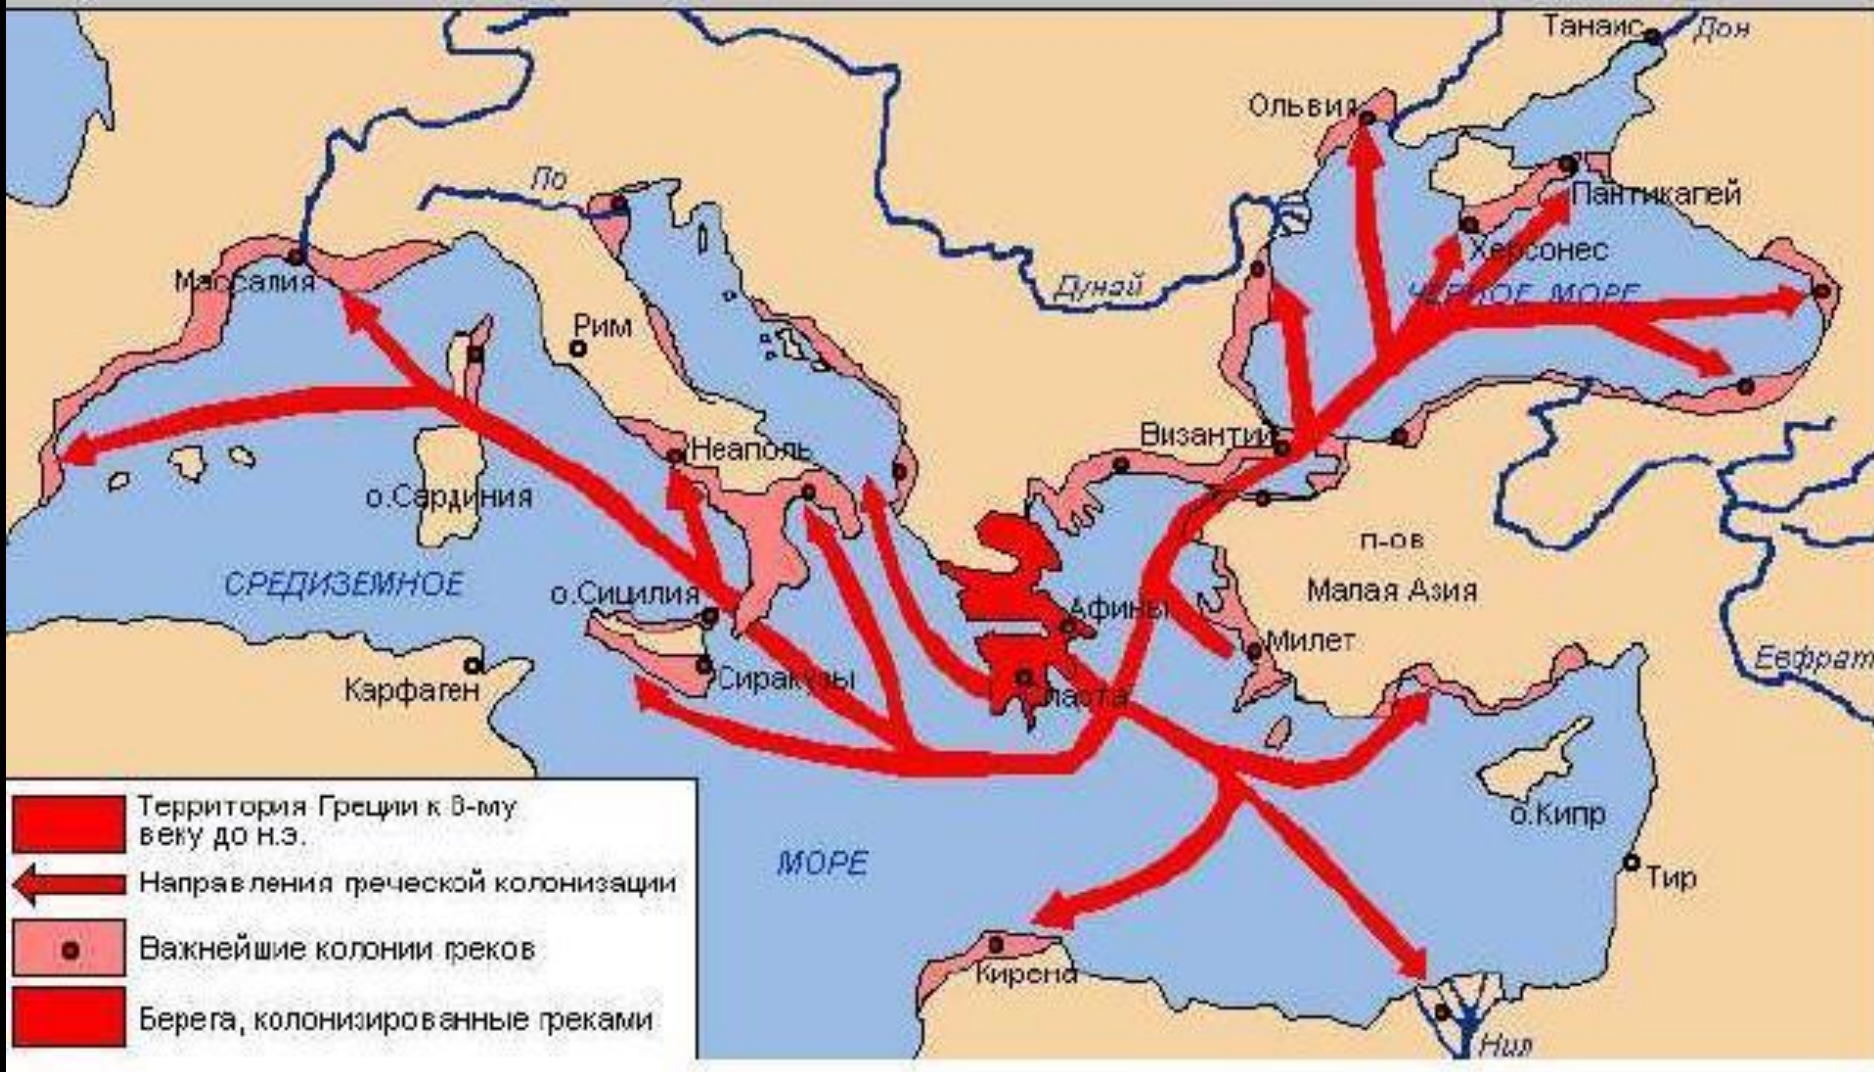 Танаис
Дон
Ольвия
Пантикапей
По
Херсонес
Массалия
Дунай
ЧЕРНОЕ МОРЕ
Рим
Византий
Неаполь
о.Сардиния
п-ов
Малая Азия
СРЕДИЗЕМНОЕ
о.Сицилия
Афины
Милет
Евфрат
Карфаген
Сиракузы
о.Кипр
МОРЕ
Тир
Кирена
Нил
Территория Греции к 8-му
веку до н.э.
Направления греческой колонизации
Важнейшие колонии греков
Берега, колонизированные греками